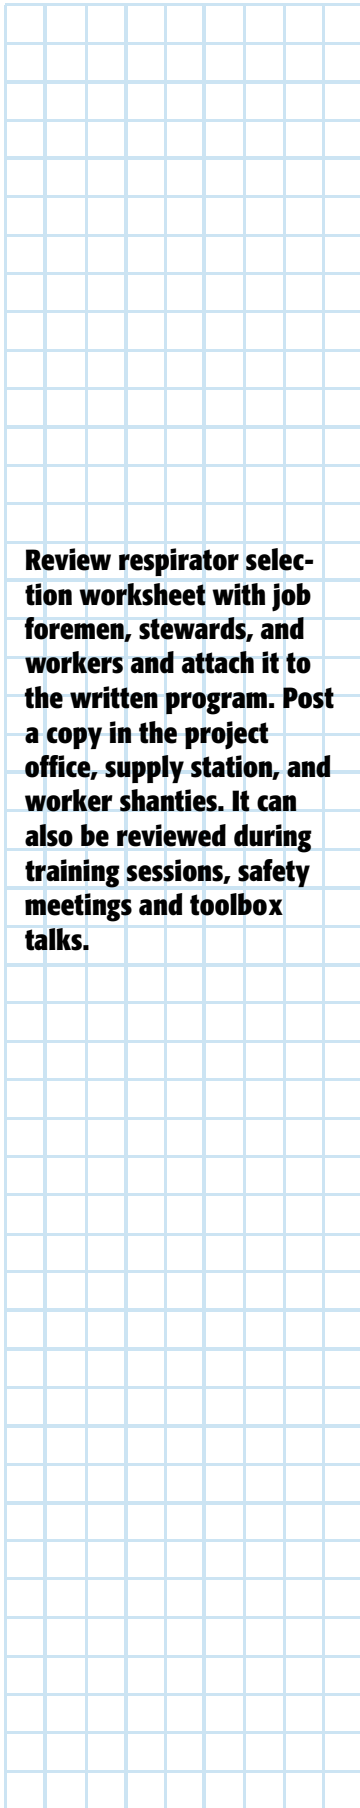 Review respirator selec-
tion worksheet with job
foremen, stewards, and
workers and attach it to
the written program. Post
a copy in the project
office, supply station, and
worker shanties. It can
also be reviewed during
training sessions, safety
meetings and toolbox
talks.